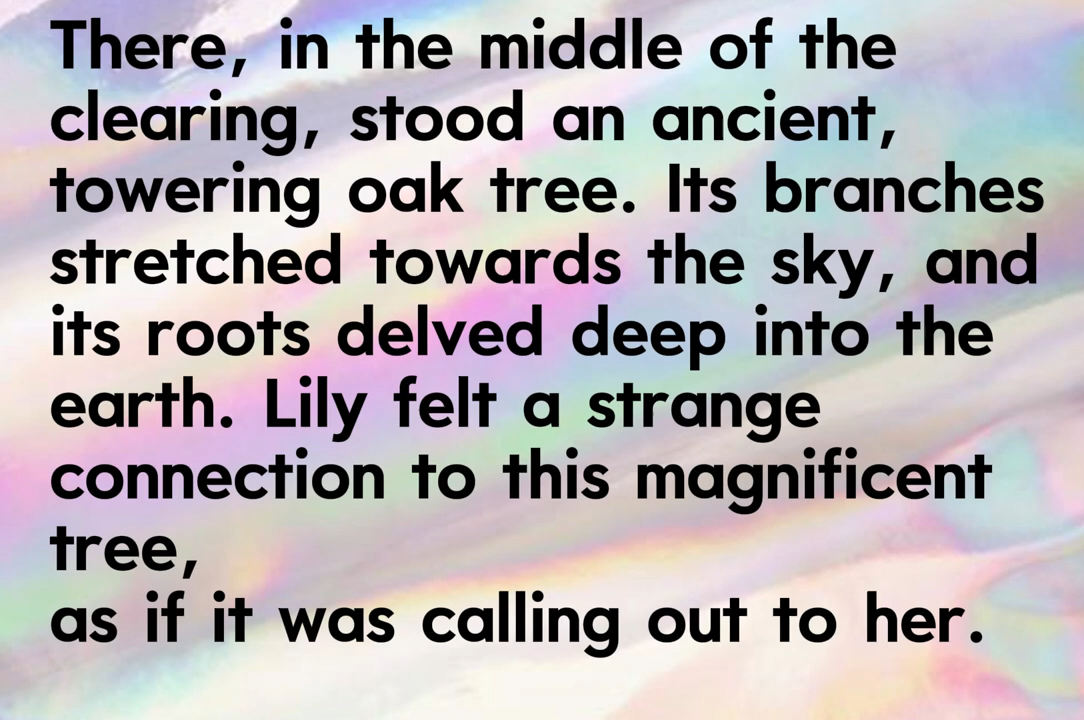 There, in the middle of the
clearing, stood an ancient,
towering oak tree. Its branches
stretched towards the sky, and
its roots delved deep into the
earth. Lily felt a strange
connection to this magnificent
tree,
as if it was calling out to her.